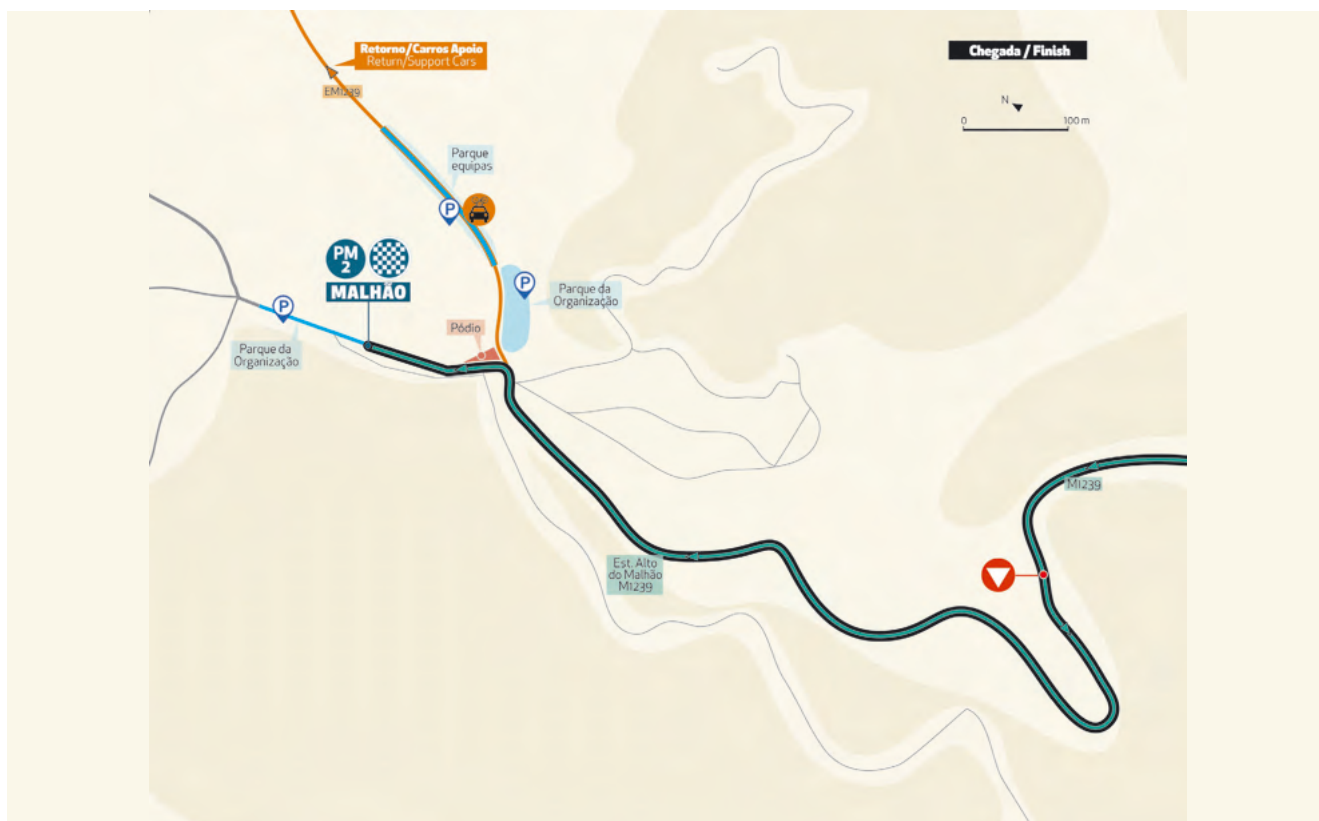 Retorno/Carros Apoio
Return/Support Cars
EM1239
Chegada / Finish
N
0 100 m
Parque
equipas
P
PM
2
MALHÃO
P
Parque da
Organização
P
Parque da
Organização
Pódio
M1239
Est. Alto
do Malhão
M1239